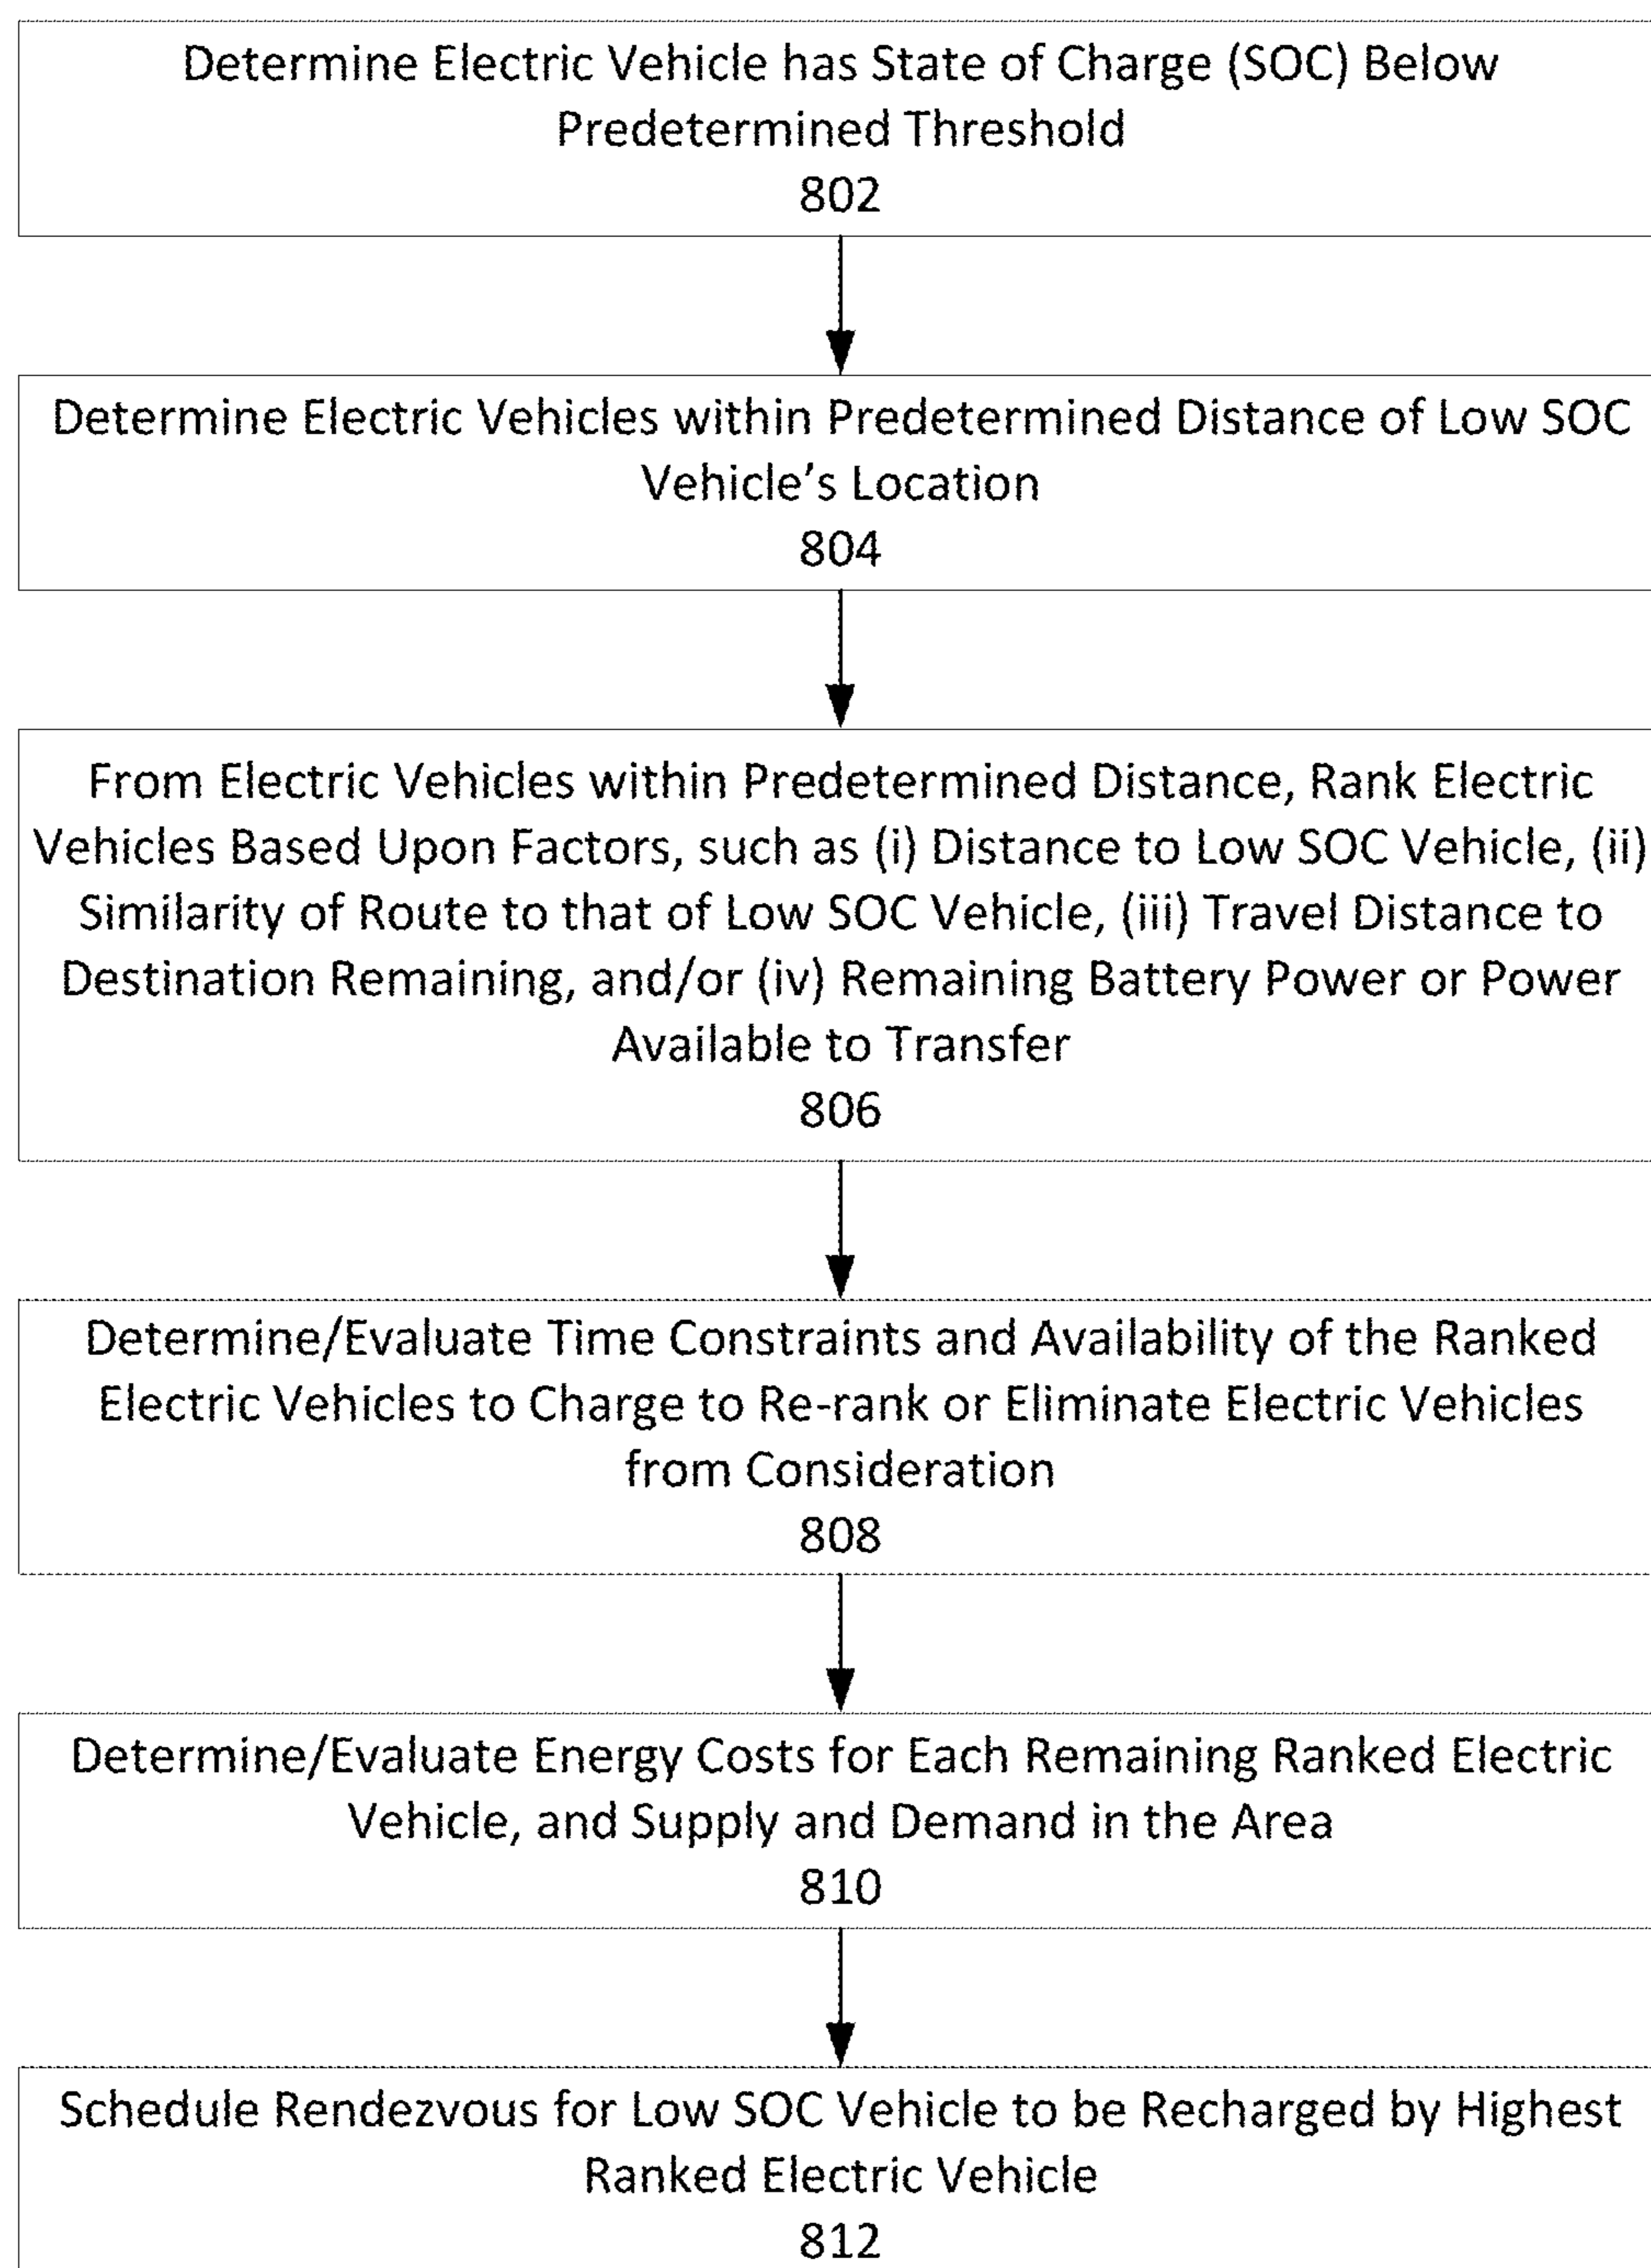 Determine Electric Vehicle has State of Charge (SOC) Below
Predetermined Threshold
802
Determine Electric Vehicles within Predetermined Distance of Low SOC
Vehicle's Location
804
From Electric Vehicles within Predetermined Distance, Rank Electric
Vehicles Based Upon Factors, such as (i) Distance to Low SOC Vehicle, (ii)
Similarity of Route to that of Low SOC Vehicle, (iii) Travel Distance to
Destination Remaining, and/or (iv) Remaining Battery Power or Power
Available to Transfer
806
Determine/Evaluate Time Constraints and Availability of the Ranked
Electric Vehicles to Charge to Re-rank or Eliminate Electric Vehicles
from Consideration
808
Determine/Evaluate Energy Costs for Each Remaining Ranked Electric
Vehicle, and Supply and Demand in the Area
810
Schedule Rendezvous for Low SOC Vehicle to be Recharged by Highest
Ranked Electric Vehicle
812